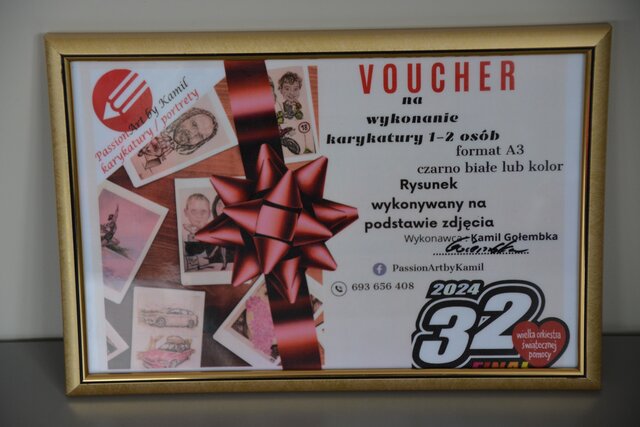 Passion Art by Kamil
karykatury / portrety
VOUCHER
na
wykonanie
karykatury 1-2 osób
format A3
czarno białe lub kolor
Rysunek
wykonywany na
podstawie zdjęcia
Wykonawca: Kamil Gołembka
PassionArtbyKamil
693 656 408
2024
32
FINAŁ
wielka orkiestra
świątecznej
pomocy